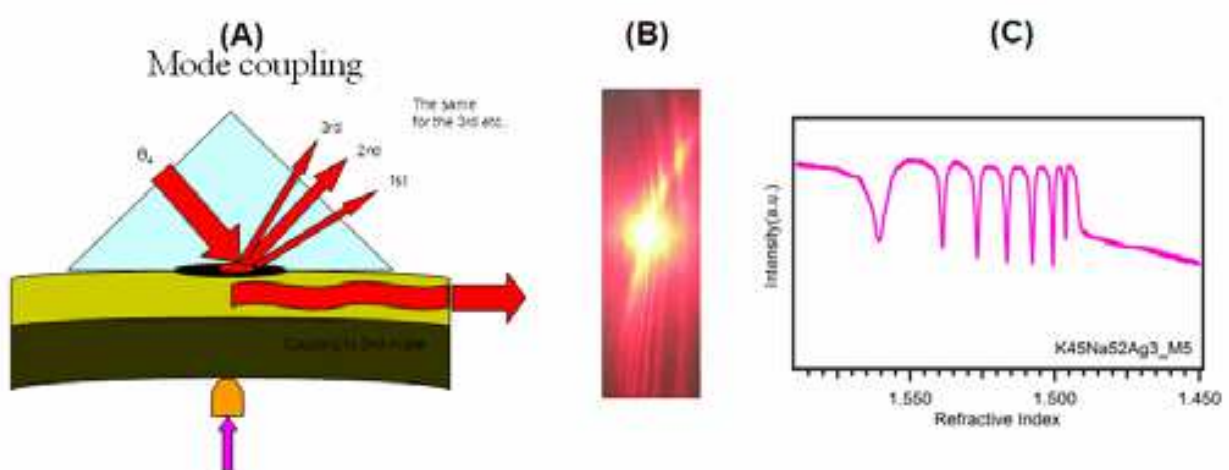 (A)
Mode coupling
The same
for the 3rd etc..
3rd
2nd
1st
θ4
(B)
(C)
Intensity(a.u.)
K45Na52Ag3_M5
1.550
1.500
1.450
Refractive Index